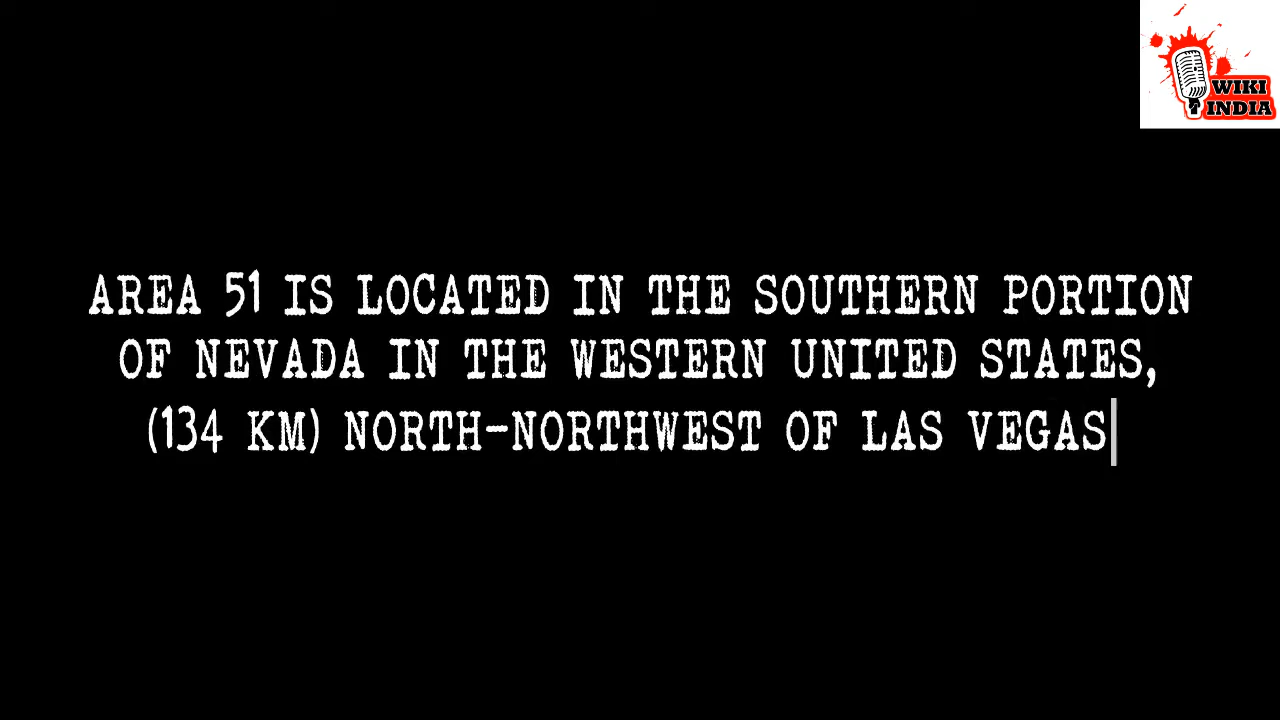 WIKI
INDIA
AREA 51 IS LOCATED IN THE SOUTHERN PORTION
OF NEVADA IN THE WESTERN UNITED STATES,
(134 KM) NORTH-NORTHWEST OF LAS VEGAS